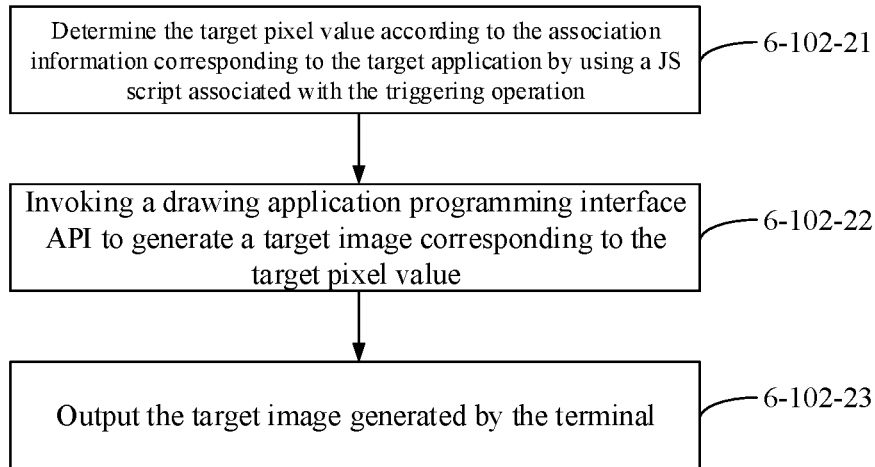 Determine the target pixel value according to the association
information corresponding to the target application by using a JS
script associated with the triggering operation
6-102-21
Invoking a drawing application programming interface
API to generate a target image corresponding to the
target pixel value
6-102-22
Output the target image generated by the terminal
6-102-23